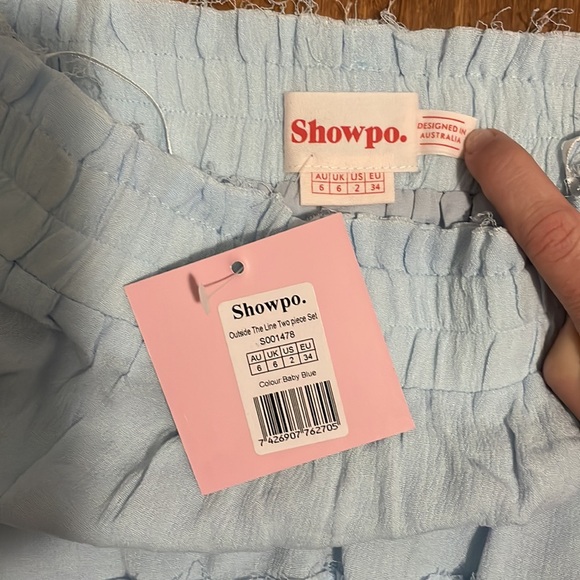 Showpo.
DESIGNED IN
AUSTRALIA
AU UK US EU
6 6 2 34
Showpo.
Outside The Line Two piece Set
S001478
AU UK US EU
6 6 2 34
Colour:Baby Blue
7 426907 762705